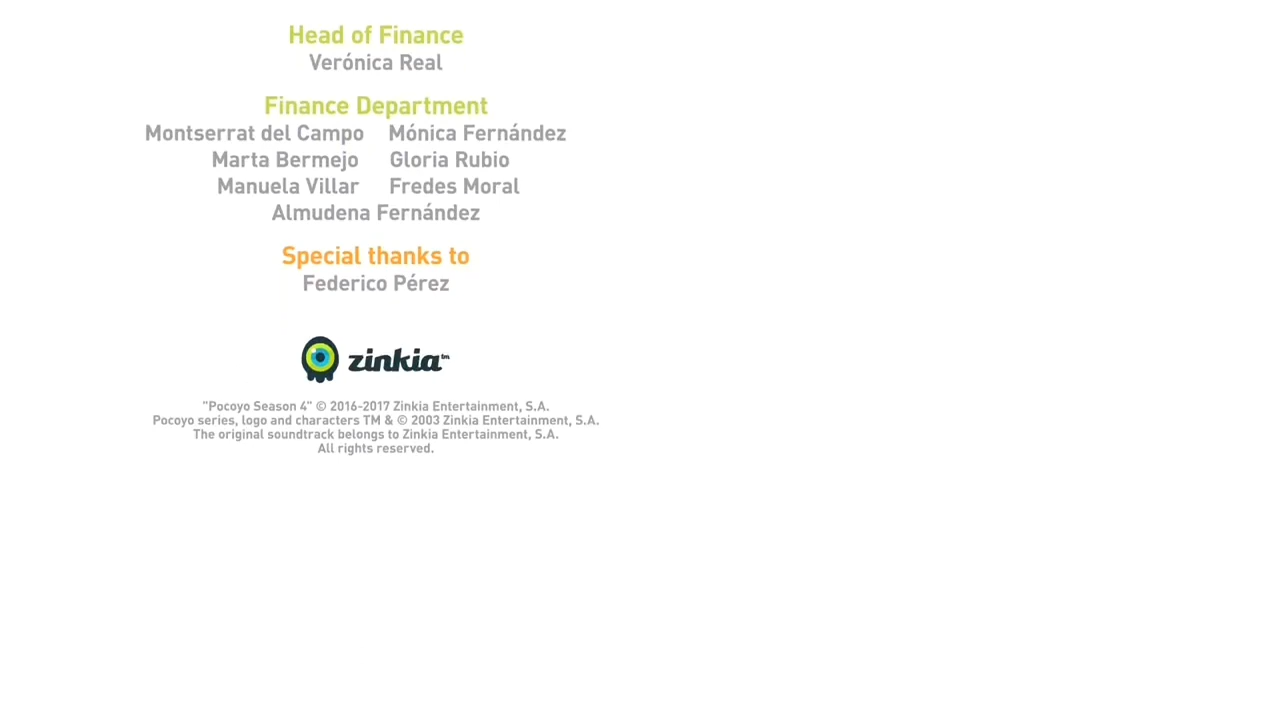 Head of Finance
Verónica Real
Finance Department
Montserrat del Campo Mónica Fernández
Marta Bermejo Gloria Rubio
Manuela Villar Fredes Moral
Almudena Fernández
Special thanks to
Federico Pérez
zinkia™
"Pocoyo Season 4" © 2016-2017 Zinkia Entertainment, S.A.
Pocoyo series, logo and characters TM & © 2003 Zinkia Entertainment, S.A.
The original soundtrack belongs to Zinkia Entertainment, S.A.
All rights reserved.